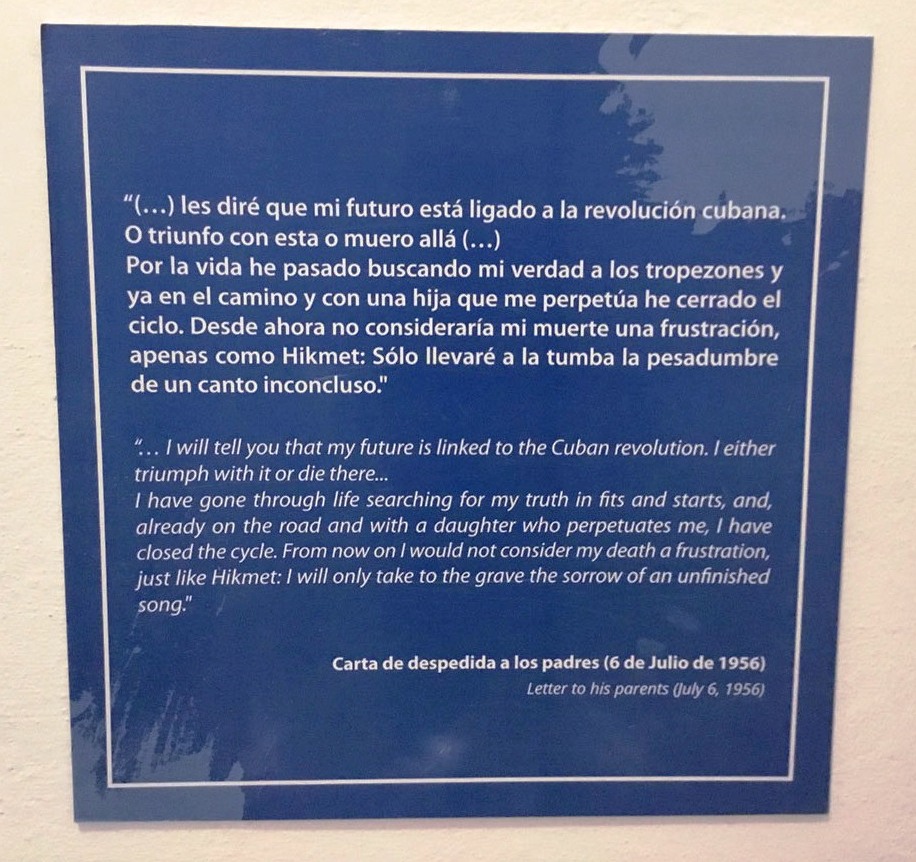 “(...) les diré que mi futuro está ligado a la revolución cubana.
O triunfo con esta o muero allá (...)
Por la vida he pasado buscando mi verdad a los tropezones y
ya en el camino y con una hija que me perpetúa he cerrado el
ciclo. Desde ahora no consideraría mi muerte una frustración,
apenas como Hikmet: Sólo llevaré a la tumba la pesadumbre
de un canto inconcluso."
“... I will tell you that my future is linked to the Cuban revolution. I either
triumph with it or die there...
I have gone through life searching for my truth in fits and starts, and,
already on the road and with a daughter who perpetuates me, I have
closed the cycle. From now on I would not consider my death a frustration,
just like Hikmet: I will only take to the grave the sorrow of an unfinished
song."
Carta de despedida a los padres (6 de Julio de 1956)
Letter to his parents (July 6, 1956)